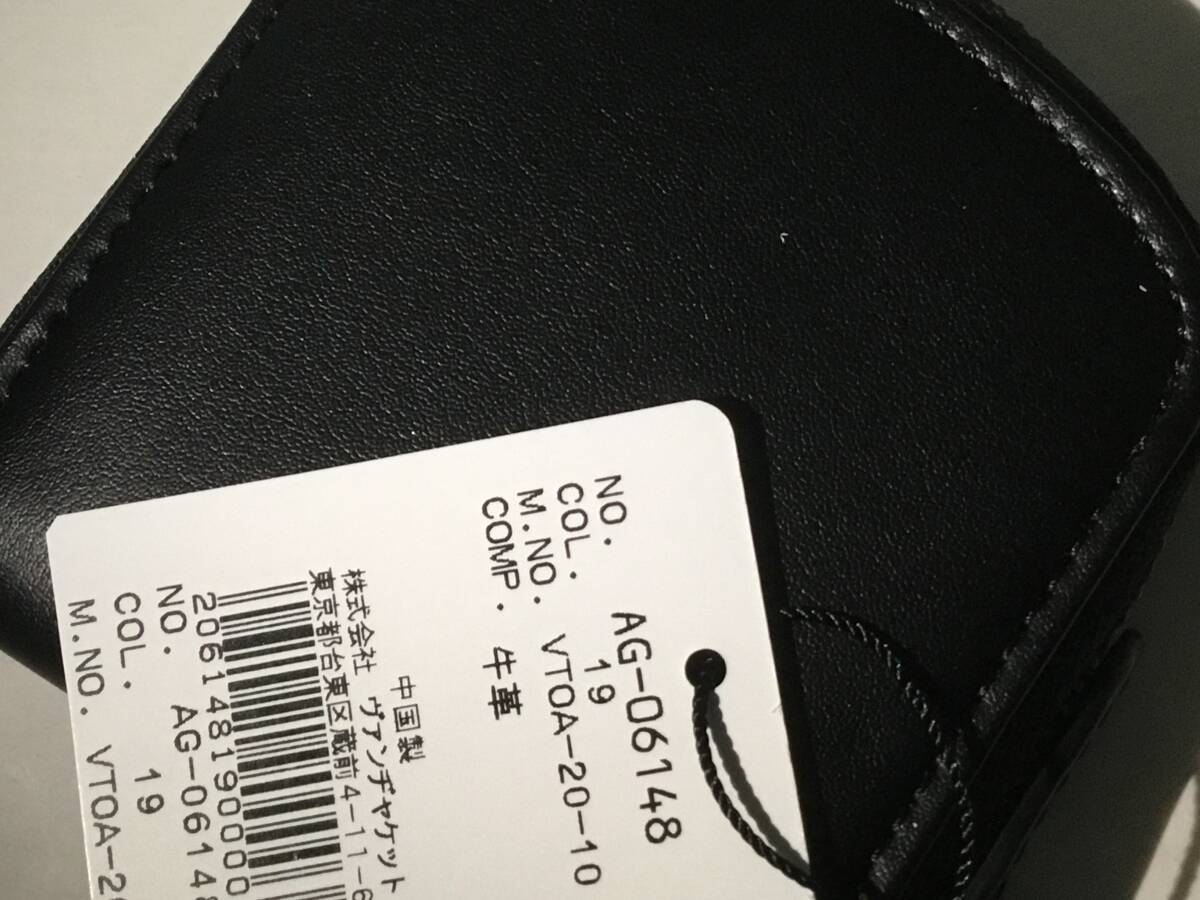 NO. AG-06148
COL. 19
M.NO. VTOA-20-10
COMP. 牛革
中国製
株式会社 ヴァンヂャケット
東京都台東区蔵前4-11-6
206148190000
NO. AG-0614
COL. 19
M.NO. VTOA-2